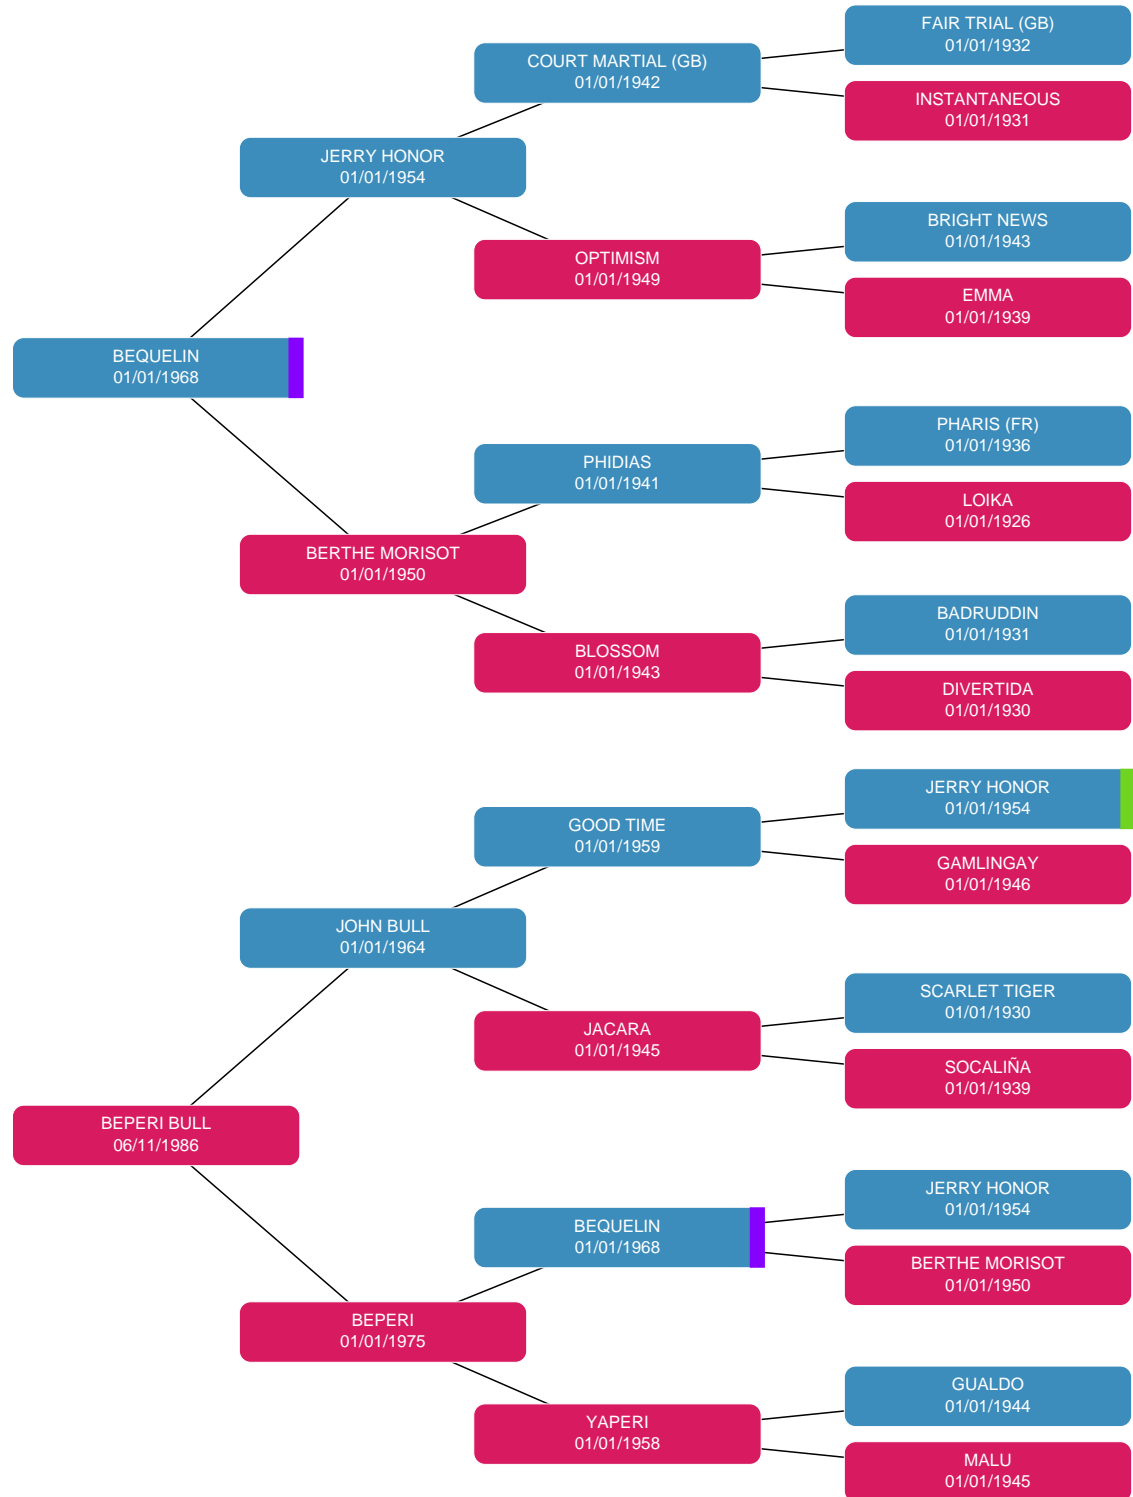 FAIR TRIAL (GB)
01/01/1932
COURT MARTIAL (GB)
01/01/1942
INSTANTANEOUS
01/01/1931
JERRY HONOR
01/01/1954
BRIGHT NEWS
01/01/1943
OPTIMISM
01/01/1949
EMMA
01/01/1939
BEQUELIN
01/01/1968
PHARIS (FR)
01/01/1936
PHIDIAS
01/01/1941
LOIKA
01/01/1926
BERTHE MORISOT
01/01/1950
BADRUDDIN
01/01/1931
BLOSSOM
01/01/1943
DIVERTIDA
01/01/1930
JERRY HONOR
01/01/1954
GOOD TIME
01/01/1959
GAMLINGAY
01/01/1946
JOHN BULL
01/01/1964
SCARLET TIGER
01/01/1930
JACARA
01/01/1945
SOCALIÑA
01/01/1939
BEPERI BULL
06/11/1986
JERRY HONOR
01/01/1954
BEQUELIN
01/01/1968
BERTHE MORISOT
01/01/1950
BEPERI
01/01/1975
GUALDO
01/01/1944
YAPERI
01/01/1958
MALU
01/01/1945